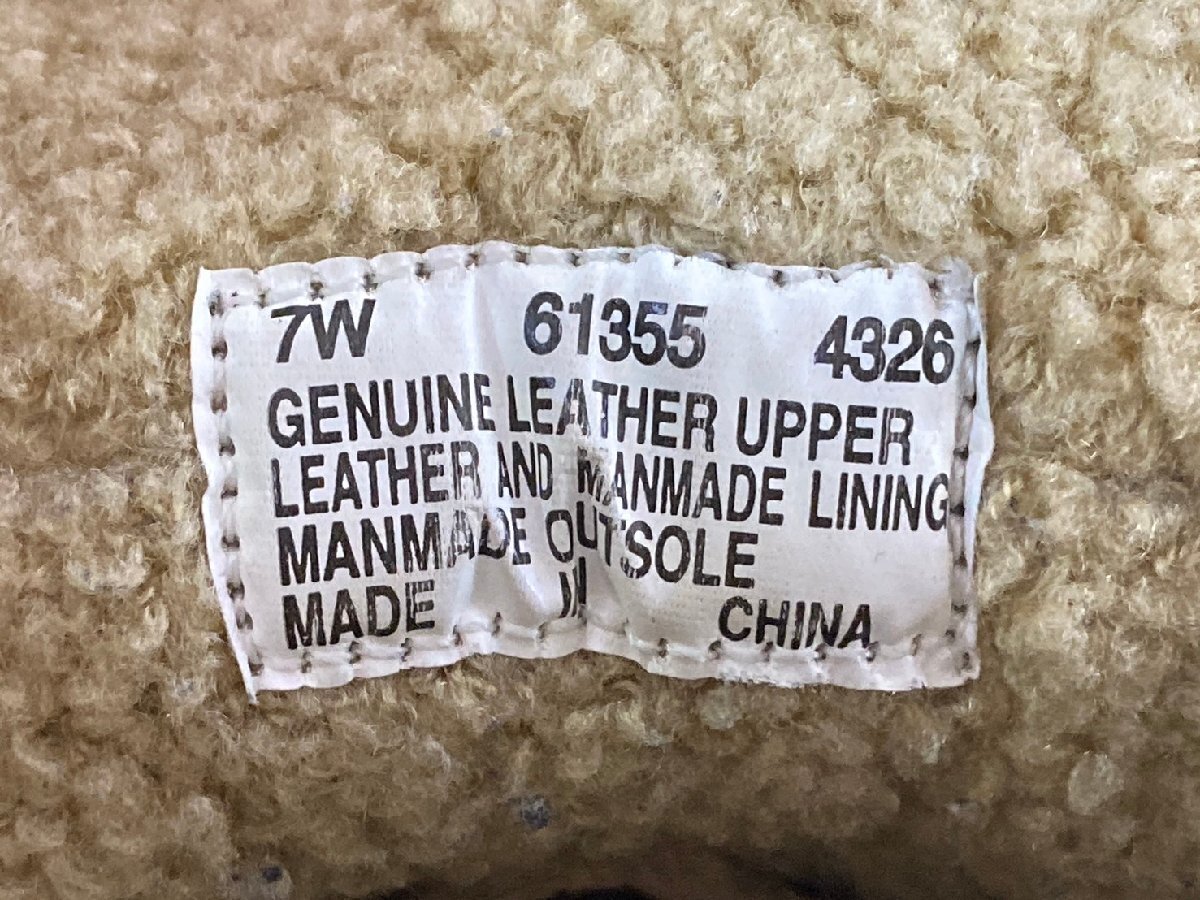 7W 61355 4326
GENUINE LEATHER UPPER
LEATHER AND MANMADE LINING
MANMADE OUTSOLE
MADE IN CHINA